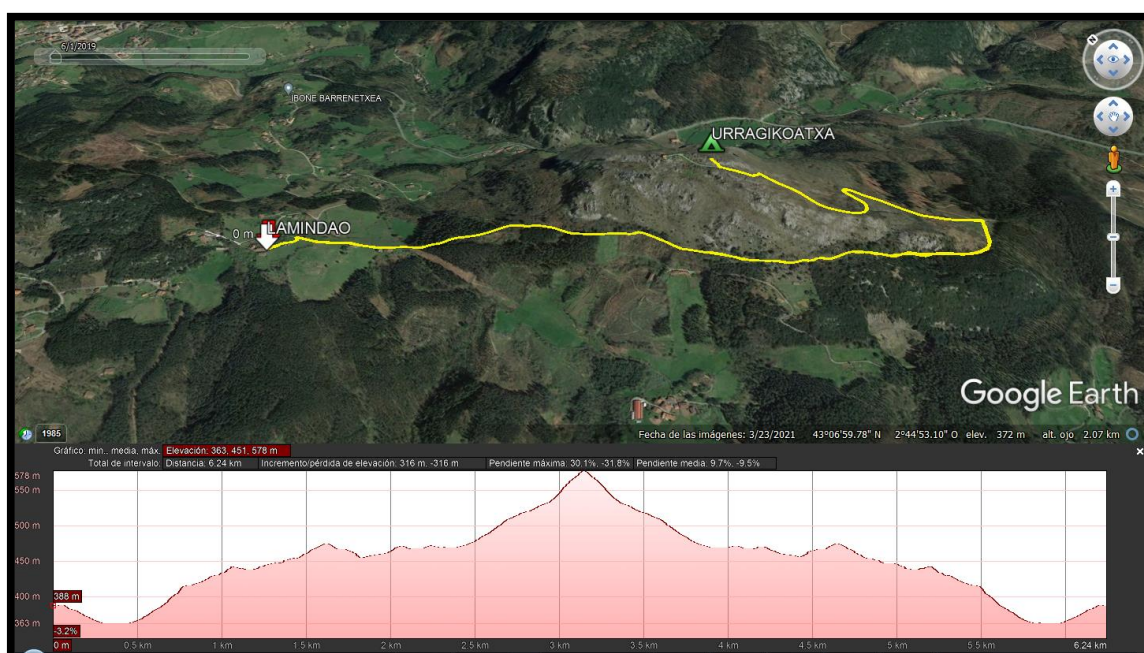 6/1/2019
IBONE BARRENETXEA
URRAGIKOATXA
0 m LAMINDAO
Google Earth
1985
Fecha de las imágenes: 3/23/2021 43°06'59.78" N 2°44'53.10" O elev. 372 m alt. ojo 2.07 km
Gráfico: mín., media, máx. Elevación: 363, 451, 578 m
Total de intervalo: Distancia: 6.24 km Incremento/pérdida de elevación: 316 m, -316 m Pendiente máxima: 30.1%, -31.8% Pendiente media: 9.7%, -9.5%
578 m
550 m
500 m
450 m
400 m
388 m
363 m
-3.2%
0 m 0.5 km 1 km 1.5 km 2 km 2.5 km 3 km 3.5 km 4 km 4.5 km 5 km 5.5 km 6.24 km